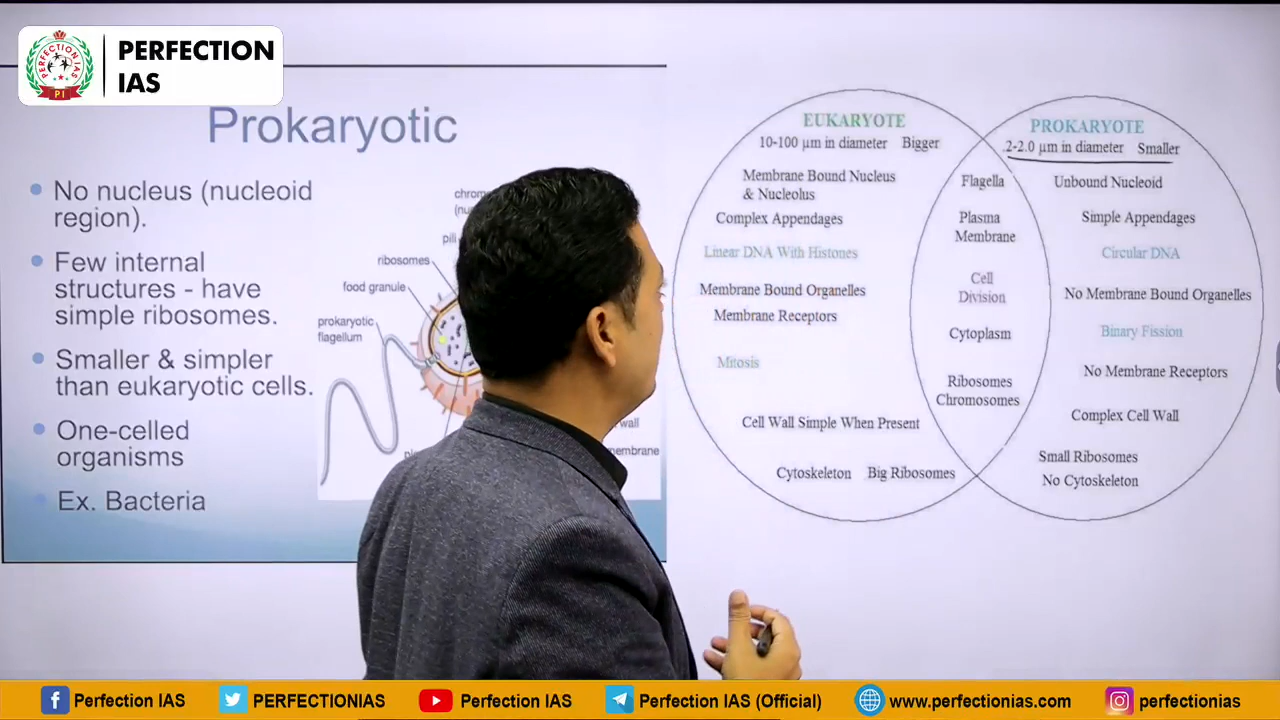 PERFECTION
IAS
Prokaryotic
No nucleus (nucleoid
region).
Few internal
structures - have
simple ribosomes.
Smaller & simpler
than eukaryotic cells.
One-celled
organisms
Ex. Bacteria
pili
ribosomes
food granule
prokaryotic
flagellum
wall
membrane
EUKARYOTE
10-100 µm in diameter Bigger
Membrane Bound Nucleus
& Nucleolus
Complex Appendages
Linear DNA With Histones
Membrane Bound Organelles
Membrane Receptors
Mitosis
Cell Wall Simple When Present
Cytoskeleton Big Ribosomes
Flagella
Plasma
Membrane
Cell
Division
Cytoplasm
Ribosomes
Chromosomes
PROKARYOTE
.2-2.0 µm in diameter Smaller
Unbound Nucleoid
Simple Appendages
Circular DNA
No Membrane Bound Organelles
Binary Fission
No Membrane Receptors
Complex Cell Wall
Small Ribosomes
No Cytoskeleton
Perfection IAS
PERFECTIONIAS
Perfection IAS
Perfection IAS (Official)
www.perfectionias.com
perfectionias